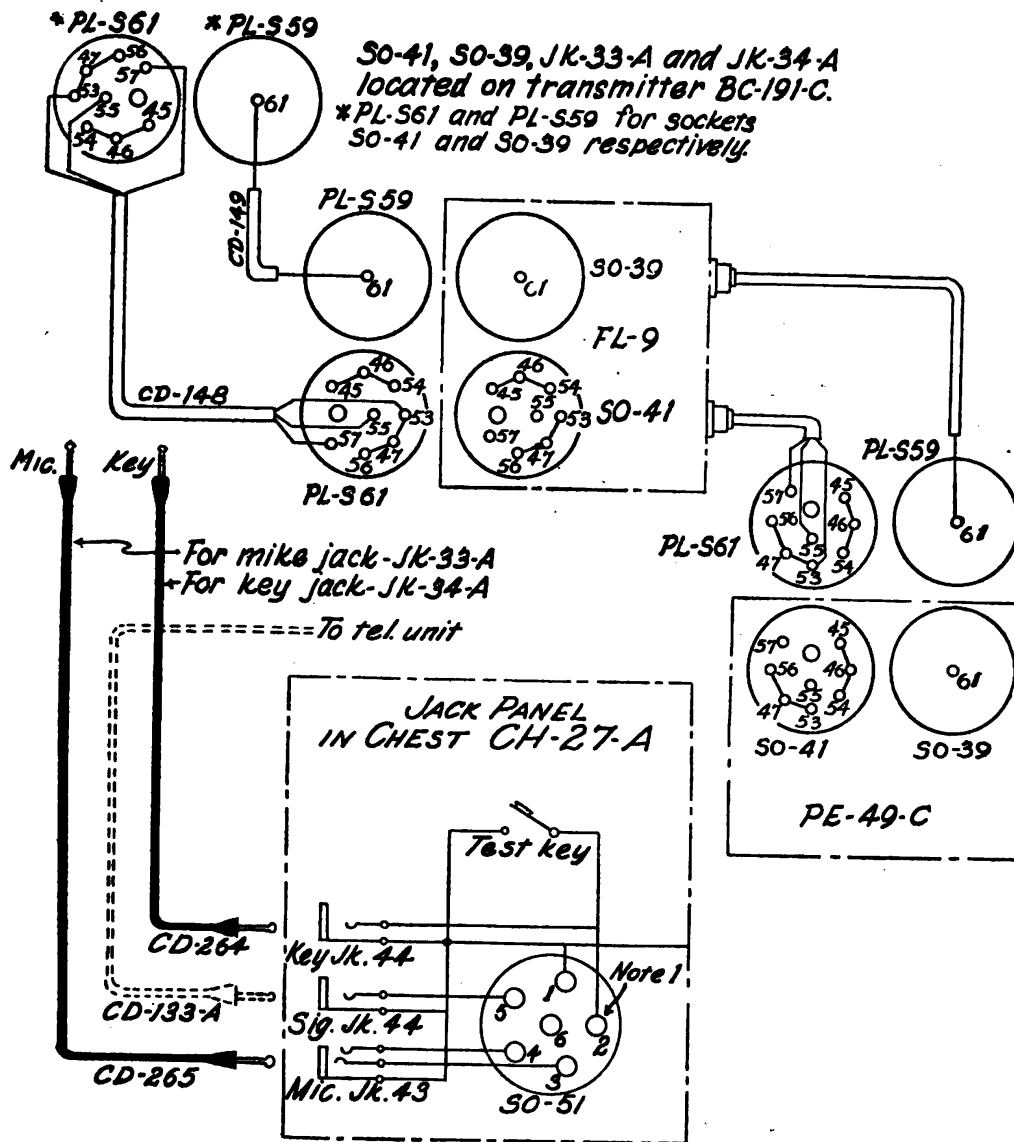 *PL-S61
*PL-S59
SO-41, SO-39, JK-33-A and JK-34-A
located on transmitter BC-191-C.
*PL-S61 and PL-S59 for sockets
SO-41 and SO-39 respectively.
47
56
57
53
55
45
54
46
61
CD-149
PL-S59
61
SO-39
61
FL-9
CD-148
45
46
54
53
55
57
47
56
PL-S61
45
46
54
55
53
57
47
56
SO-41
PL-S59
61
PL-S61
57
45
56
46
55
47
54
53
Mic.
Key
For mike jack-JK-33-A
For key jack-JK-34-A
To tel. unit
JACK PANEL
IN CHEST CH-27-A
57
45
56
46
55
47
54
53
61
SO-41
SO-39
PE-49-C
Test key
CD-264
Key Jk. 44
Note 1
CD-133-A
Sig. Jk. 44
1
5
6
2
4
3
CD-265
Mic. Jk. 43
SO-51